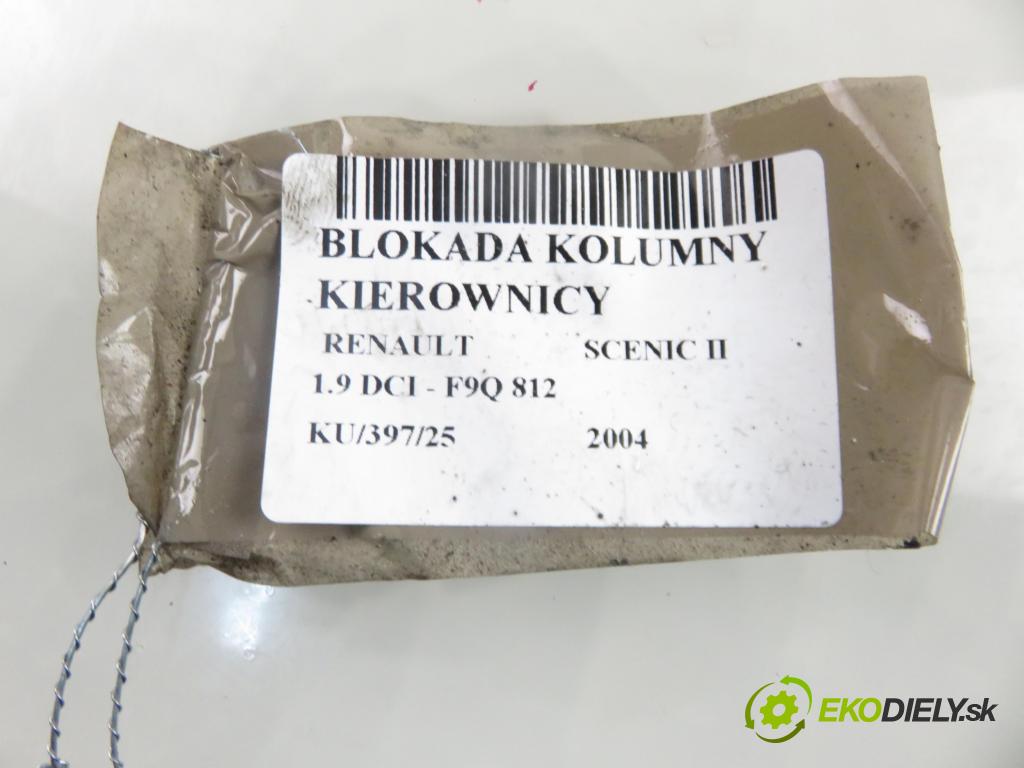 BLOKADA KOLUMNY
KIEROWNICY
RENAULT SCENIC II
1.9 DCI - F9Q 812
KU/397/25 2004
EKODIELY.sk